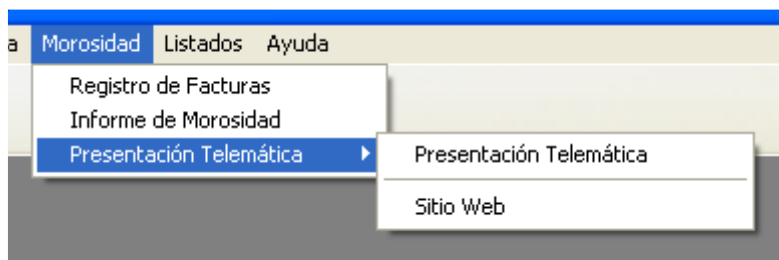 a Morosidad Listados Ayuda
Registro de Facturas
Informe de Morosidad
Presentación Telemática
Presentación Telemática
Sitio Web